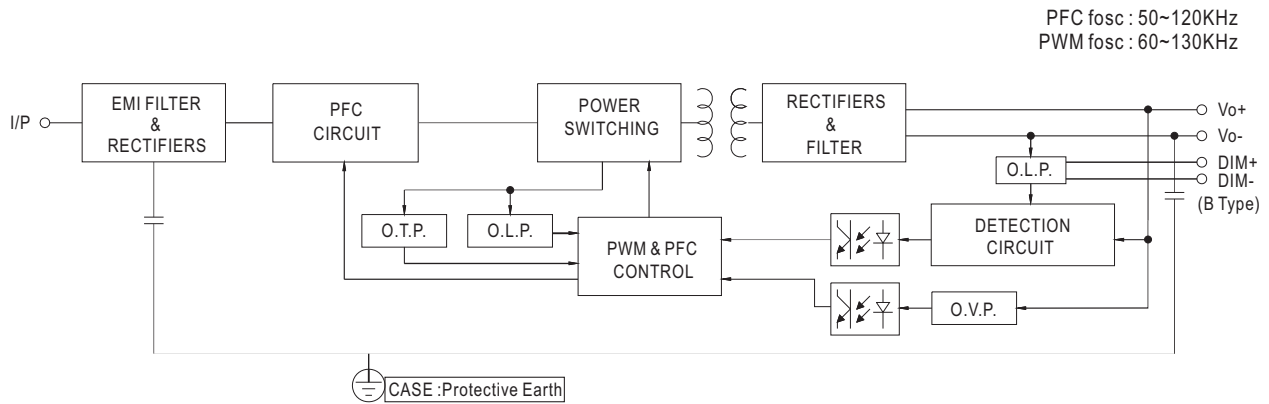 PFC fosc : 50~120KHz
PWM fosc : 60~130KHz
I/P
EMI FILTER
&
RECTIFIERS
PFC
CIRCUIT
POWER
SWITCHING
RECTIFIERS
&
FILTER
Vo+
Vo-
DIM+
DIM-
(B Type)
O.L.P.
O.T.P.
O.L.P.
PWM & PFC
CONTROL
DETECTION
CIRCUIT
O.V.P.
CASE :Protective Earth